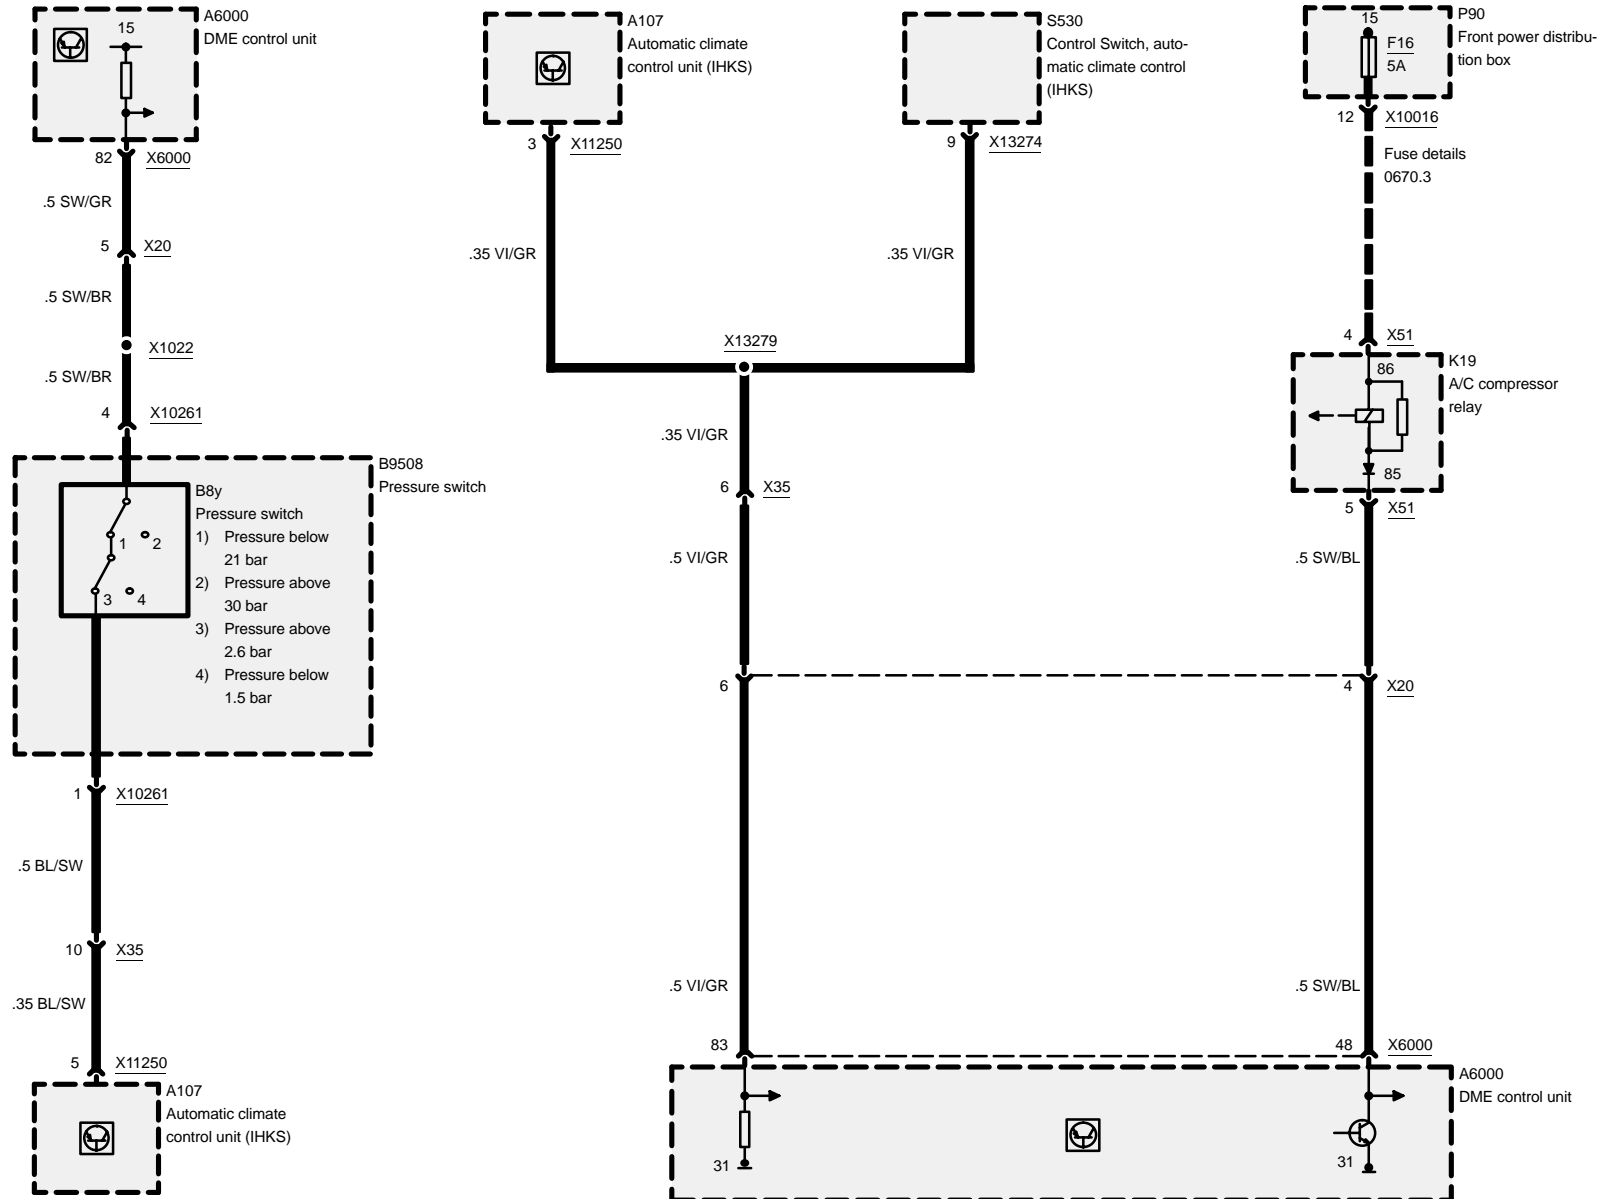 A6000
DME control unit
15
82 X6000
.5 SW/GR
5 X20
.5 SW/BR
X1022
.5 SW/BR
4 X10261
B9508
Pressure switch
B8y
Pressure switch
1) Pressure below
21 bar
2) Pressure above
30 bar
3) Pressure above
2.6 bar
4) Pressure below
1.5 bar
1 2
3 4
1 X10261
.5 BL/SW
10 X35
.35 BL/SW
5 X11250
A107
Automatic climate
control unit (IHKS)
A107
Automatic climate
control unit (IHKS)
3 X11250
.35 VI/GR
S530
Control Switch, auto-
matic climate control
(IHKS)
9 X13274
.35 VI/GR
X13279
.35 VI/GR
6 X35
.5 VI/GR
6
.5 VI/GR
83
31
P90
Front power distribu-
tion box
15
F16
5A
12 X10016
Fuse details
0670.3
4 X51
K19
A/C compressor
relay
86
85
5 X51
.5 SW/BL
4 X20
.5 SW/BL
48 X6000
A6000
DME control unit
31